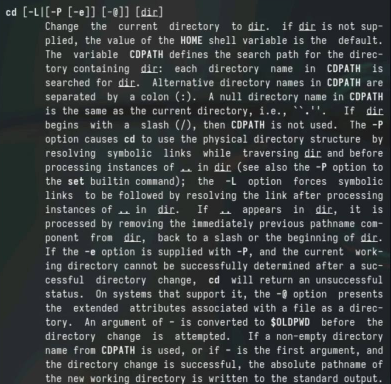 cd [-L|[-P [-e]] [-@]] [dir]
Change the current directory to dir. if dir is not sup-
plied, the value of the HOME shell variable is the default.
The variable CDPATH defines the search path for the direc-
tory containing dir: each directory name in CDPATH is
searched for dir. Alternative directory names in CDPATH are
separated by a colon (:). A null directory name in CDPATH
is the same as the current directory, i.e., ``.''. If dir
begins with a slash (/), then CDPATH is not used. The -P
option causes cd to use the physical directory structure by
resolving symbolic links while traversing dir and before
processing instances of .. in dir (see also the -P option to
the set builtin command); the -L option forces symbolic
links to be followed by resolving the link after processing
instances of .. in dir. If .. appears in dir, it is
processed by removing the immediately previous pathname com-
ponent from dir, back to a slash or the beginning of dir.
If the -e option is supplied with -P, and the current work-
ing directory cannot be successfully determined after a suc-
cessful directory change, cd will return an unsuccessful
status. On systems that support it, the -@ option presents
the extended attributes associated with a file as a direc-
tory. An argument of - is converted to $OLDPWD before the
directory change is attempted. If a non-empty directory
name from CDPATH is used, or if - is the first argument, and
the directory change is successful, the absolute pathname of
the new working directory is written to the standard output.